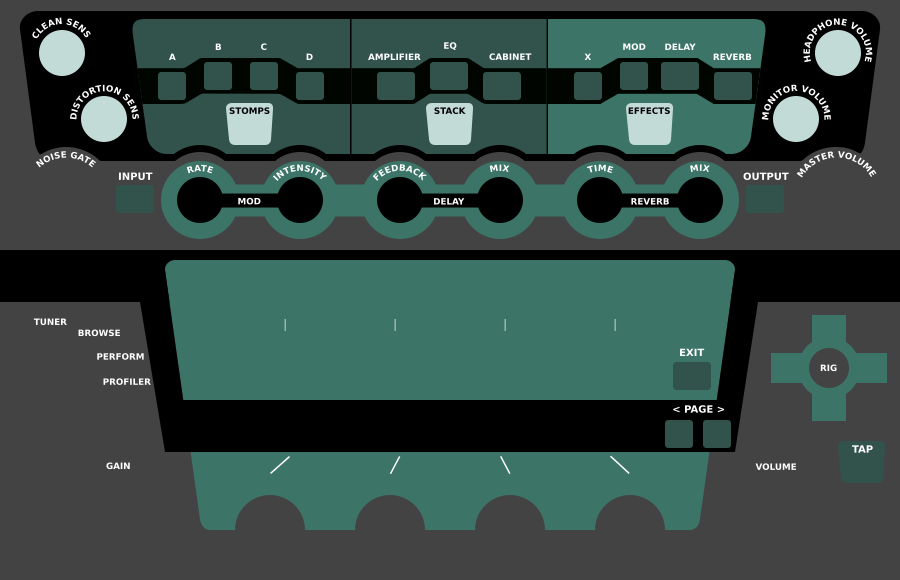 CLEAN SENS
HEADPHONE VOLUME
A B C D
AMPLIFIER EQ CABINET
X MOD DELAY REVERB
DISTORTION SENS
STOMPS
STACK
EFFECTS
MONITOR VOLUME
NOISE GATE
MASTER VOLUME
INPUT
RATE
INTENSITY
FEEDBACK
MIX
TIME
MIX
OUTPUT
MOD
DELAY
REVERB
TUNER
BROWSE
PERFORM
PROFILER
EXIT
RIG
< PAGE >
TAP
GAIN
VOLUME